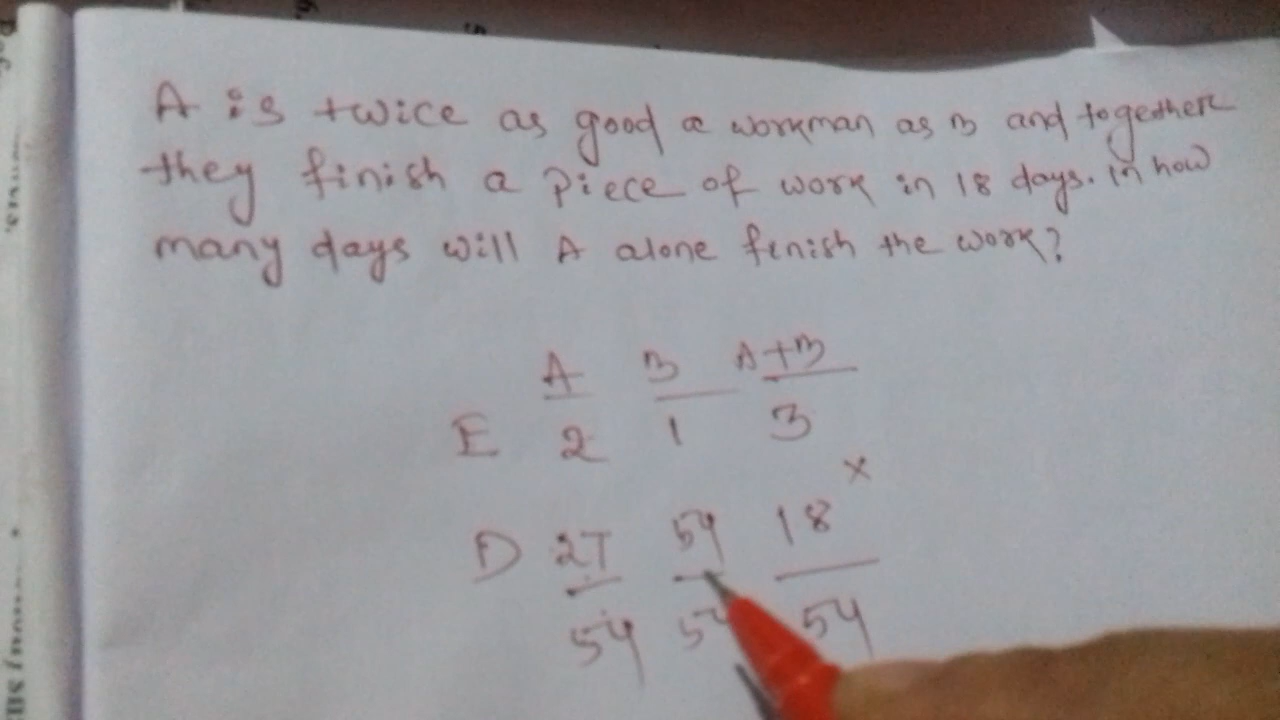 A is twice as good a workman as B and together
they finish a piece of work in 18 days. In how
many days will A alone finish the work?
A B A+B
E 2 1 3
×
D 27 54 18
54 54 54